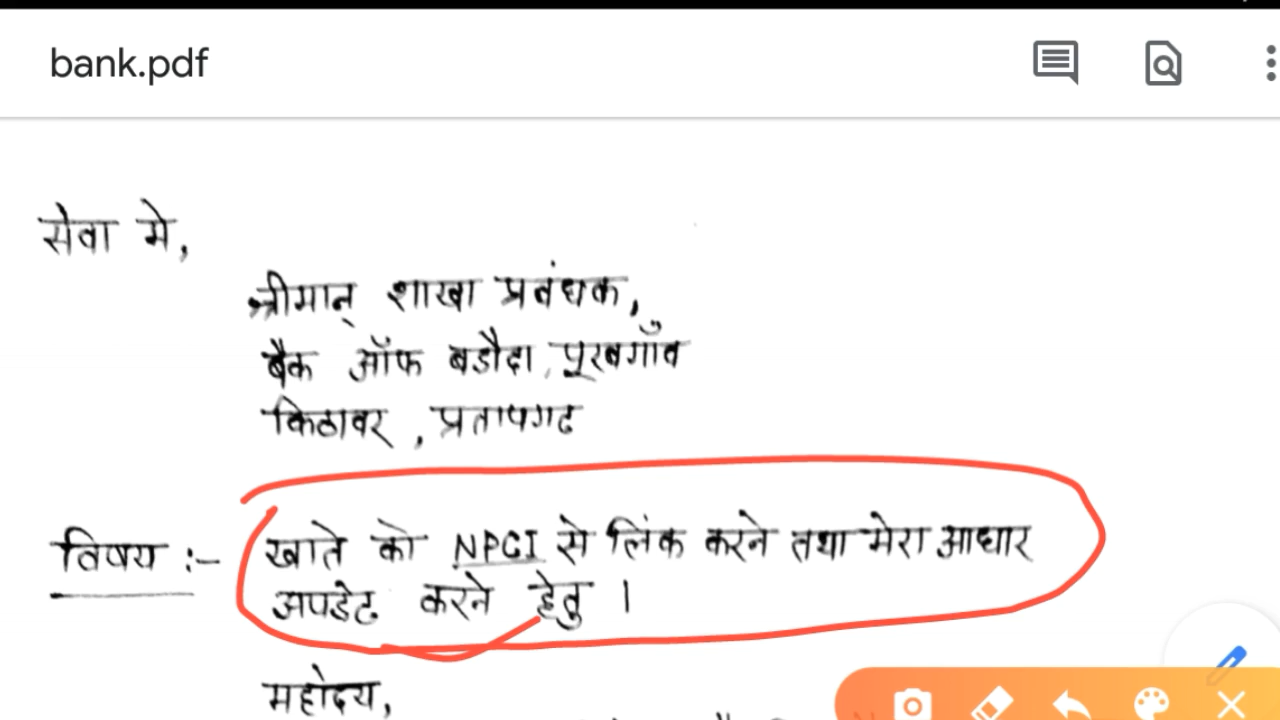 bank.pdf
सेवा मे,
श्रीमान् शाखा प्रबंधक,
बैंक ऑफ बडौदा, पूरबगाँव
किठावर, प्रतापगढ
विषय :- खाते को NPCI से लिंक करने तथा मेरा आधार
अपडेट करने हेतु ।
महोदय,